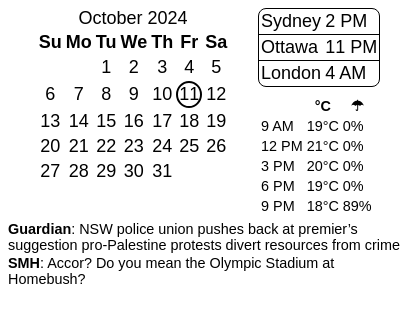 October 2024
Su Mo Tu We Th Fr Sa
1 2 3 4 5
6 7 8 9 10 11 12
13 14 15 16 17 18 19
20 21 22 23 24 25 26
27 28 29 30 31
Sydney 2 PM
Ottawa 11 PM
London 4 AM
°C ☂
9 AM 19°C 0%
12 PM 21°C 0%
3 PM 20°C 0%
6 PM 19°C 0%
9 PM 18°C 89%
Guardian: NSW police union pushes back at premier’s
suggestion pro-Palestine protests divert resources from crime
SMH: Accor? Do you mean the Olympic Stadium at
Homebush?